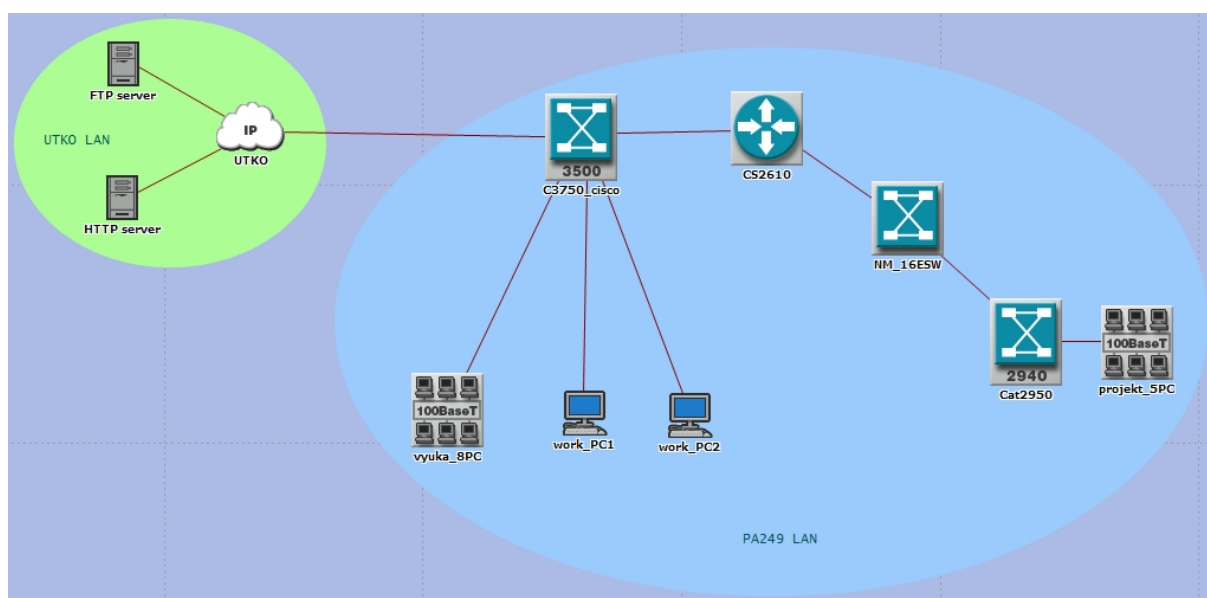 FTP server
UTKO LAN
IP
UTKO
HTTP server
3500
C3750_cisco
CS2610
NM_16ESW
2940
Cat2950
100BaseT
projekt_5PC
100BaseT
vyuka_8PC
work_PC1
work_PC2
PA249 LAN